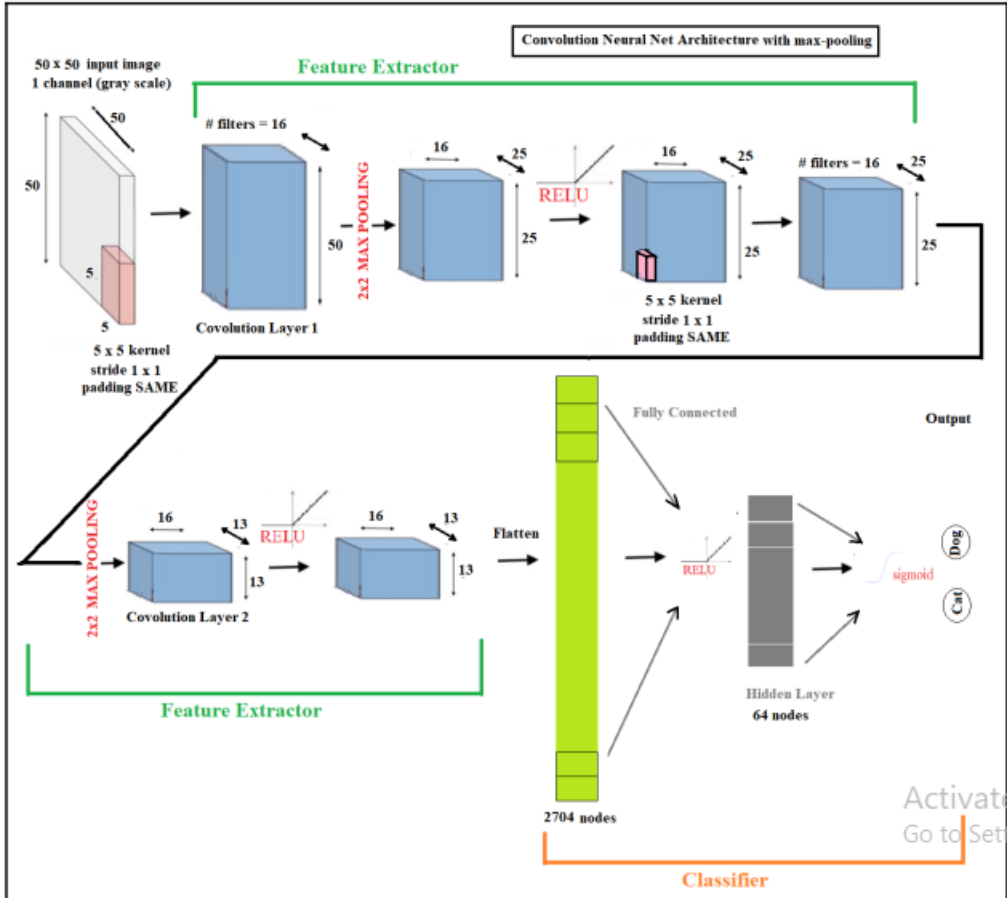 Convolution Neural Net Architecture with max-pooling
50 x 50 input image
1 channel (gray scale)
Feature Extractor
50
50
5
5
5 x 5 kernel
stride 1 x 1
padding SAME
# filters = 16
50
Covolution Layer 1
2x2 MAX POOLING
16
25
25
RELU
16
25
25
5 x 5 kernel
stride 1 x 1
padding SAME
# filters = 16
25
25
2x2 MAX POOLING
16
13
13
Covolution Layer 2
RELU
16
13
13
Feature Extractor
Flatten
2704 nodes
Fully Connected
RELU
Hidden Layer
64 nodes
sigmoid
Output
Dog
Cat
Classifier
Activate
Go to Set